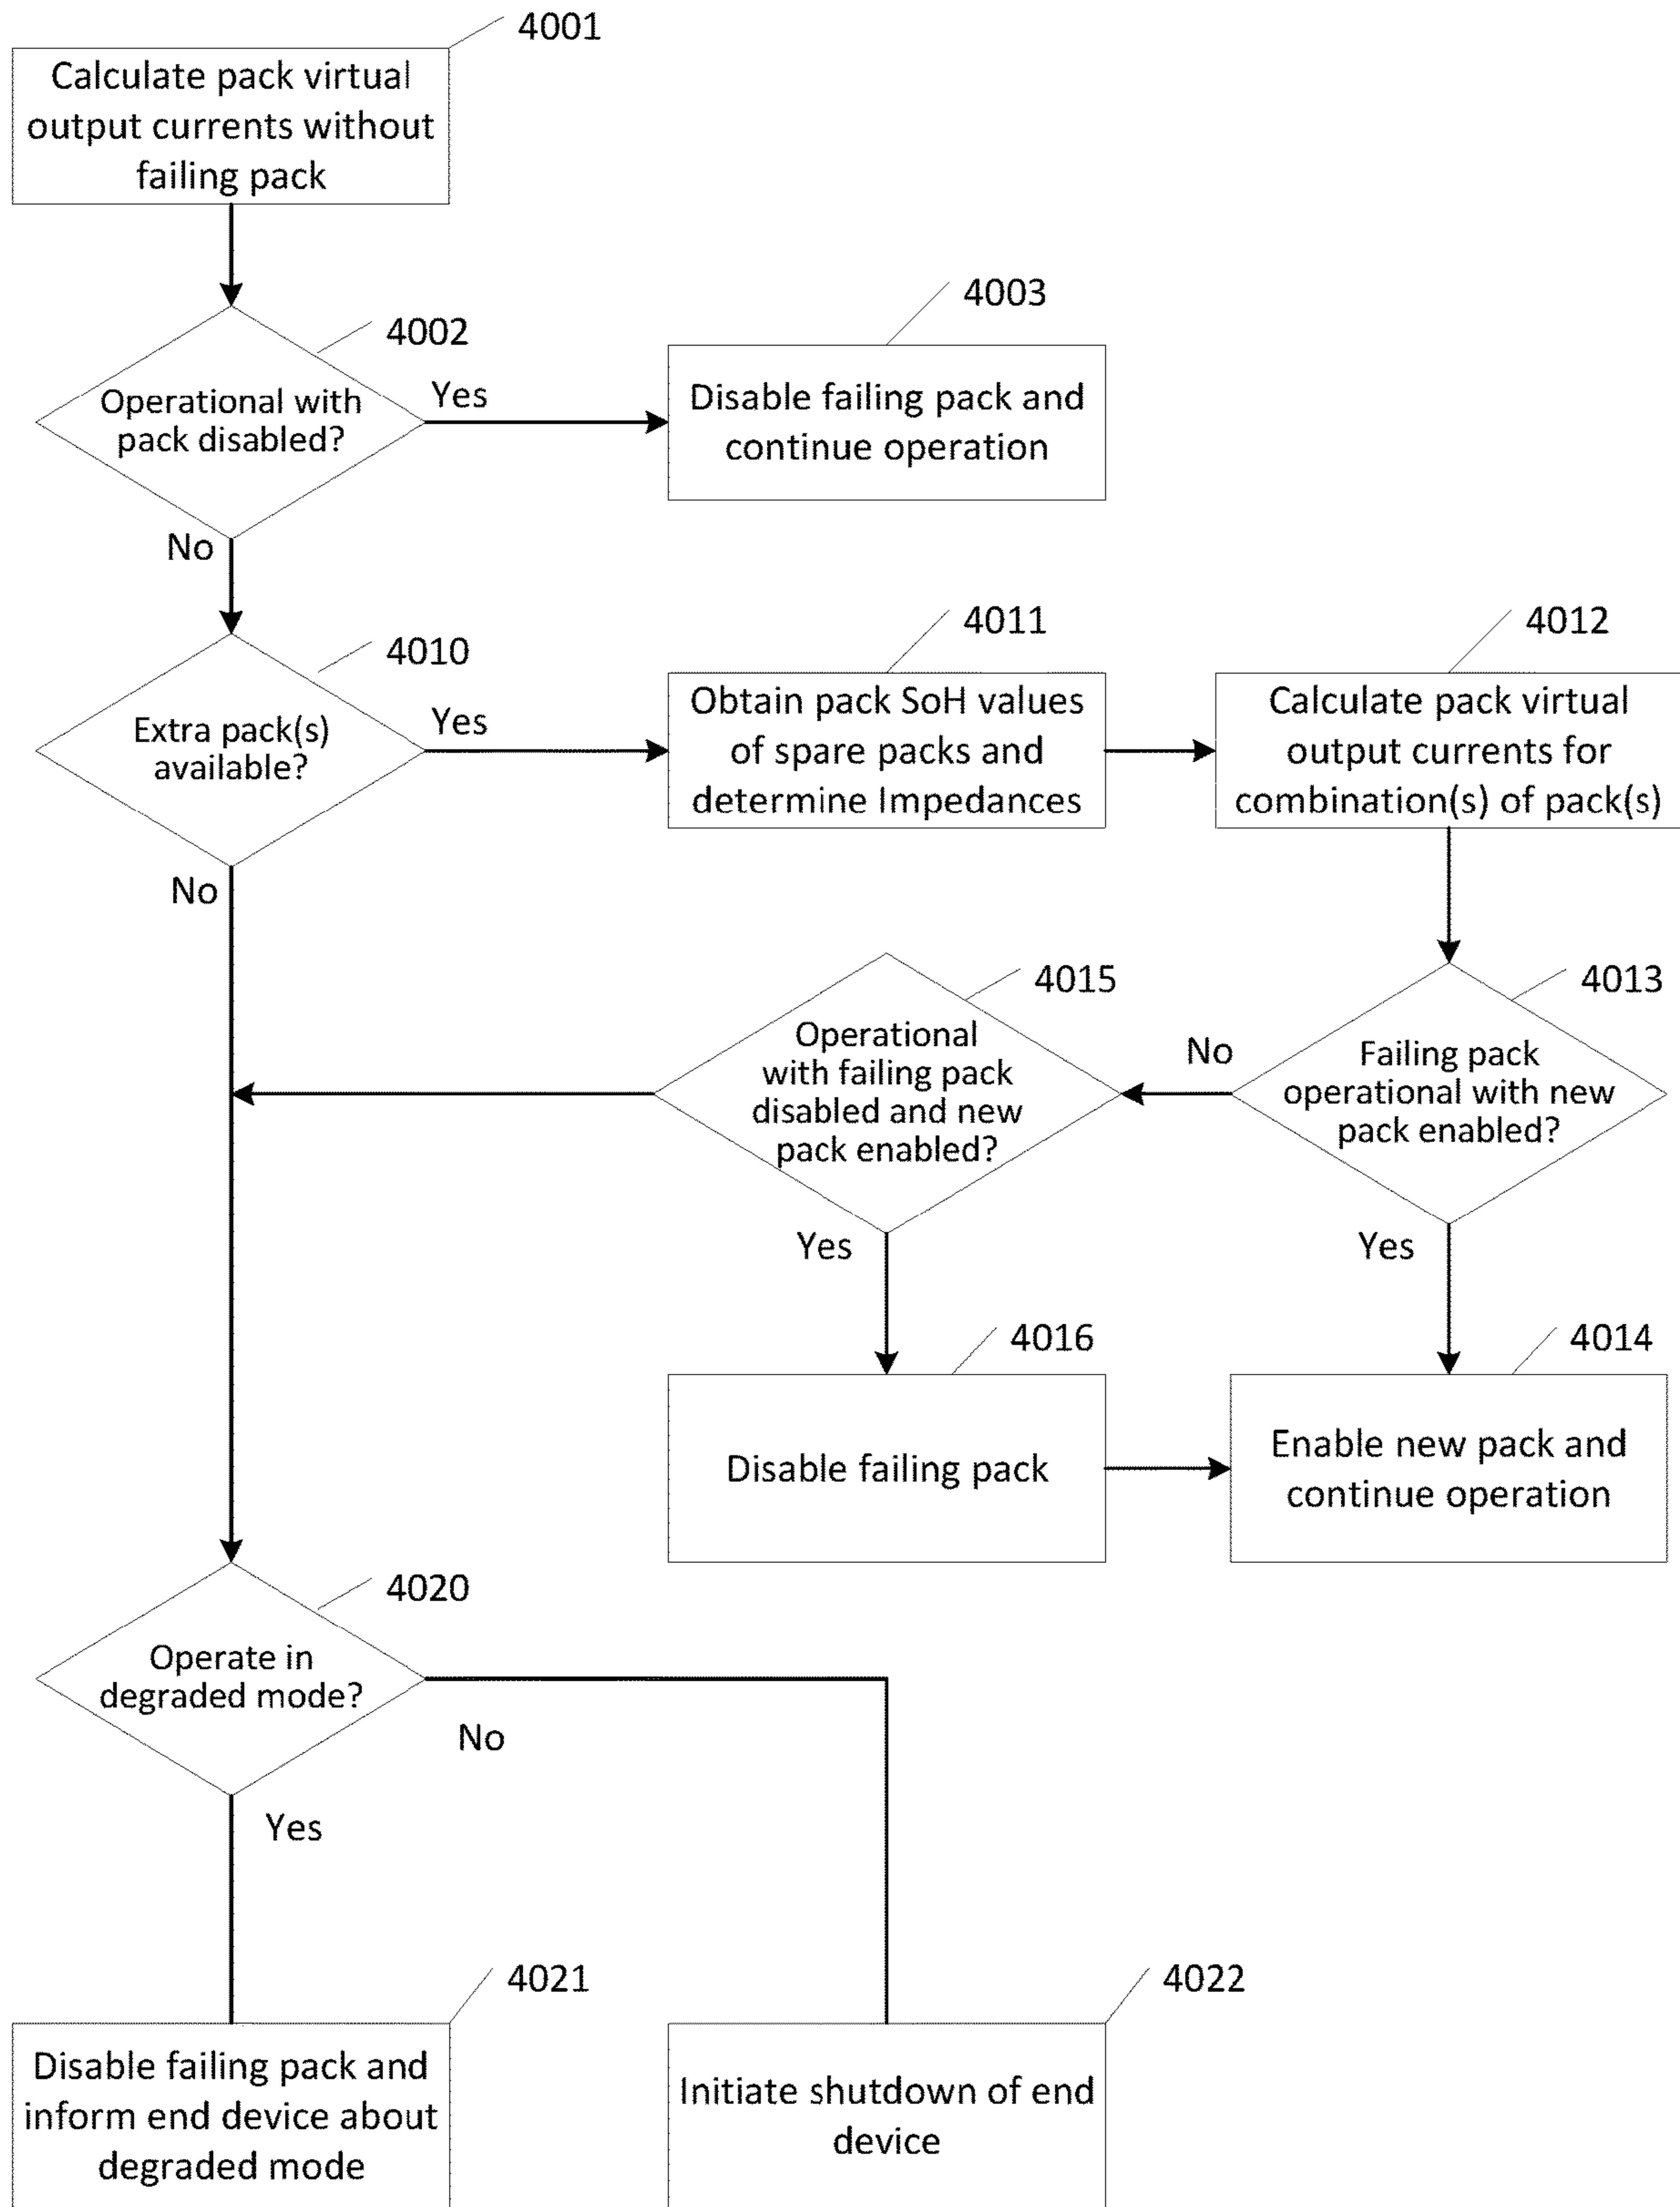 4001
Calculate pack virtual
output currents without
failing pack
4002
Operational with
pack disabled?
Yes
4003
Disable failing pack and
continue operation
No
4010
Extra pack(s)
available?
Yes
4011
Obtain pack SoH values
of spare packs and
determine Impedances
4012
Calculate pack virtual
output currents for
combination(s) of pack(s)
No
4013
Failing pack
operational with new
pack enabled?
No
4015
Operational
with failing pack
disabled and new
pack enabled?
Yes
Yes
4016
Disable failing pack
4014
Enable new pack and
continue operation
4020
Operate in
degraded mode?
No
Yes
4021
Disable failing pack and
inform end device about
degraded mode
4022
Initiate shutdown of end
device